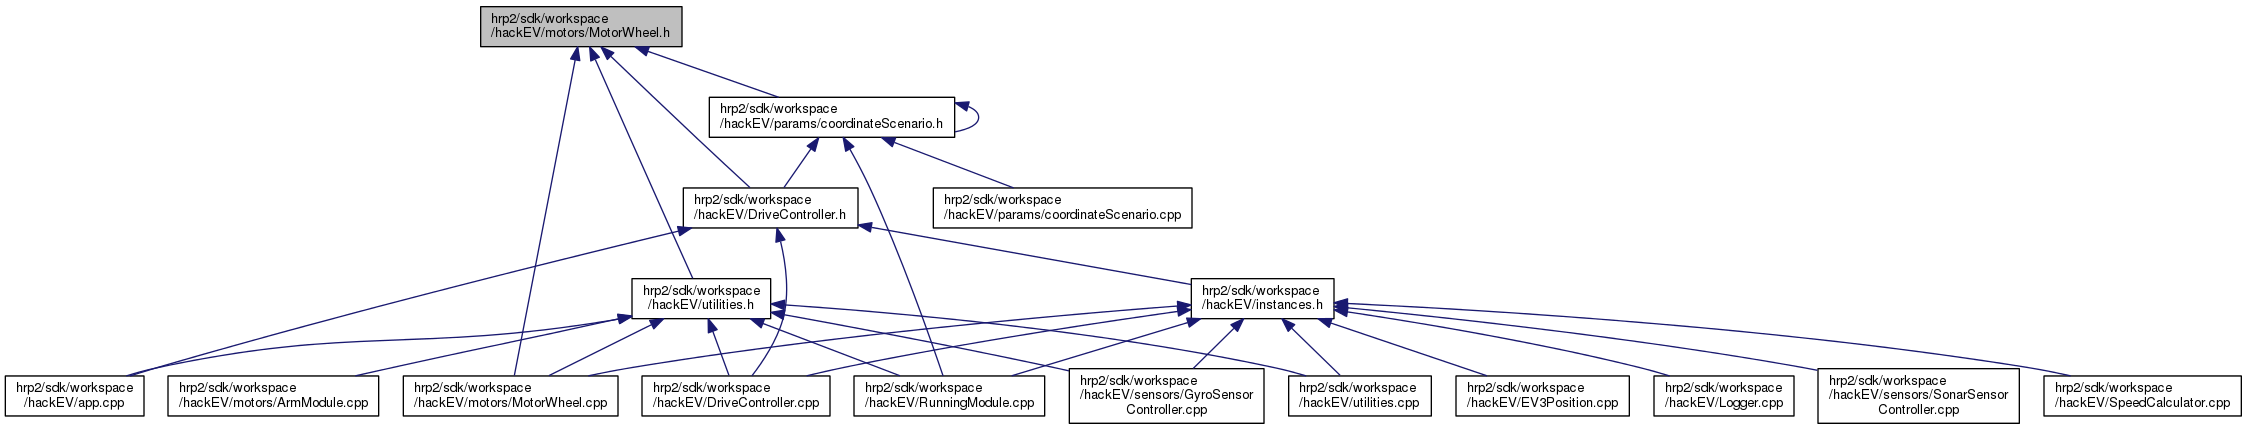 hrp2/sdk/workspace
/hackEV/motors/MotorWheel.h
hrp2/sdk/workspace
/hackEV/params/coordinateScenario.h
hrp2/sdk/workspace
/hackEV/DriveController.h
hrp2/sdk/workspace
/hackEV/params/coordinateScenario.cpp
hrp2/sdk/workspace
/hackEV/utilities.h
hrp2/sdk/workspace
/hackEV/instances.h
hrp2/sdk/workspace
/hackEV/app.cpp
hrp2/sdk/workspace
/hackEV/motors/ArmModule.cpp
hrp2/sdk/workspace
/hackEV/motors/MotorWheel.cpp
hrp2/sdk/workspace
/hackEV/DriveController.cpp
hrp2/sdk/workspace
/hackEV/RunningModule.cpp
hrp2/sdk/workspace
/hackEV/sensors/GyroSensor
Controller.cpp
hrp2/sdk/workspace
/hackEV/utilities.cpp
hrp2/sdk/workspace
/hackEV/EV3Position.cpp
hrp2/sdk/workspace
/hackEV/Logger.cpp
hrp2/sdk/workspace
/hackEV/sensors/SonarSensor
Controller.cpp
hrp2/sdk/workspace
/hackEV/SpeedCalculator.cpp